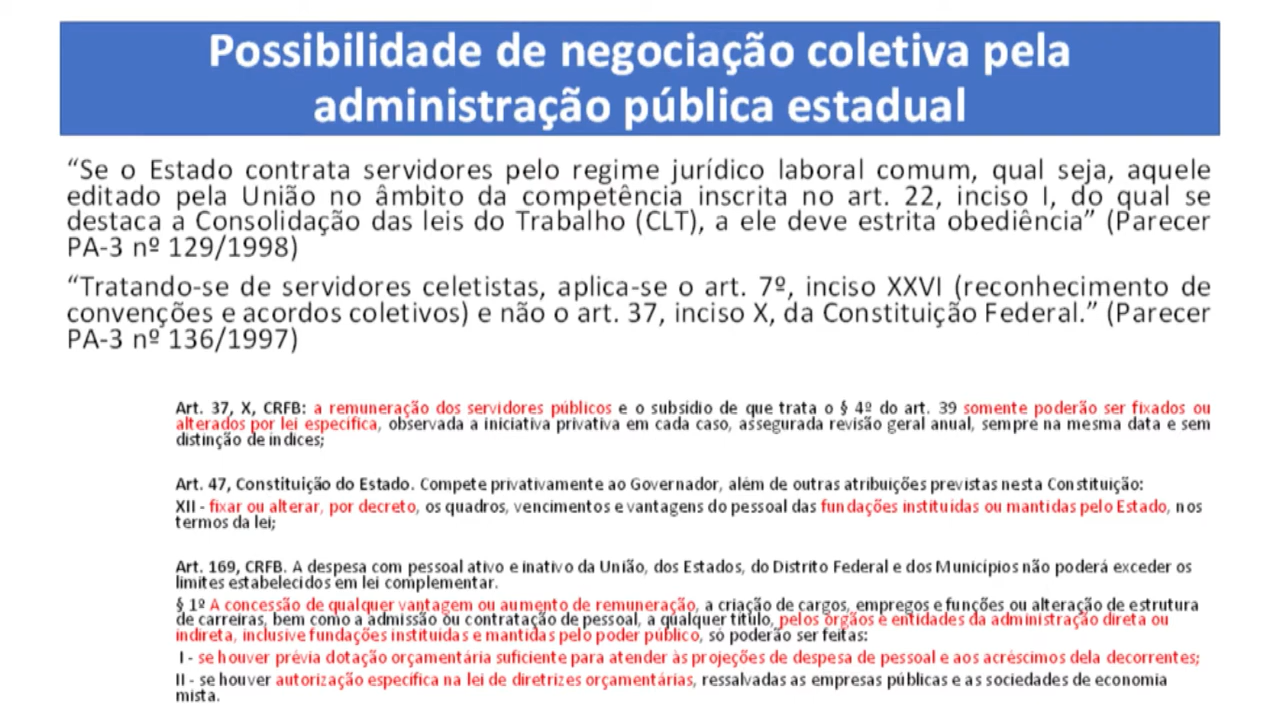 Possibilidade de negociação coletiva pela
administração pública estadual
“Se o Estado contrata servidores pelo regime jurídico laboral comum, qual seja, aquele
editado pela União no âmbito da competência inscrita no art. 22, inciso I, do qual se
destaca a Consolidação das leis do Trabalho (CLT), a ele deve estrita obediência” (Parecer
PA-3 nº 129/1998)
“Tratando-se de servidores celetistas, aplica-se o art. 7º, inciso XXVI (reconhecimento de
convenções e acordos coletivos) e não o art. 37, inciso X, da Constituição Federal.” (Parecer
PA-3 nº 136/1997)
Art. 37, X, CRFB: a remuneração dos servidores públicos e o subsídio de que trata o § 4º do art. 39 somente poderão ser fixados ou
alterados por lei específica, observada a iniciativa privativa em cada caso, assegurada revisão geral anual, sempre na mesma data e sem
distinção de índices;
Art. 47, Constituição do Estado. Compete privativamente ao Governador, além de outras atribuições previstas nesta Constituição:
XII - fixar ou alterar, por decreto, os quadros, vencimentos e vantagens do pessoal das fundações instituídas ou mantidas pelo Estado, nos
termos da lei;
Art. 169, CRFB. A despesa com pessoal ativo e inativo da União, dos Estados, do Distrito Federal e dos Municípios não poderá exceder os
limites estabelecidos em lei complementar.
§ 1º A concessão de qualquer vantagem ou aumento de remuneração, a criação de cargos, empregos e funções ou alteração de estrutura
de carreiras, bem como a admissão ou contratação de pessoal, a qualquer título, pelos órgãos e entidades da administração direta ou
indireta, inclusive fundações instituídas e mantidas pelo poder público, só poderão ser feitas:
I - se houver prévia dotação orçamentária suficiente para atender às projeções de despesa de pessoal e aos acréscimos dela decorrentes;
II - se houver autorização específica na lei de diretrizes orçamentárias, ressalvadas as empresas públicas e as sociedades de economia
mista.